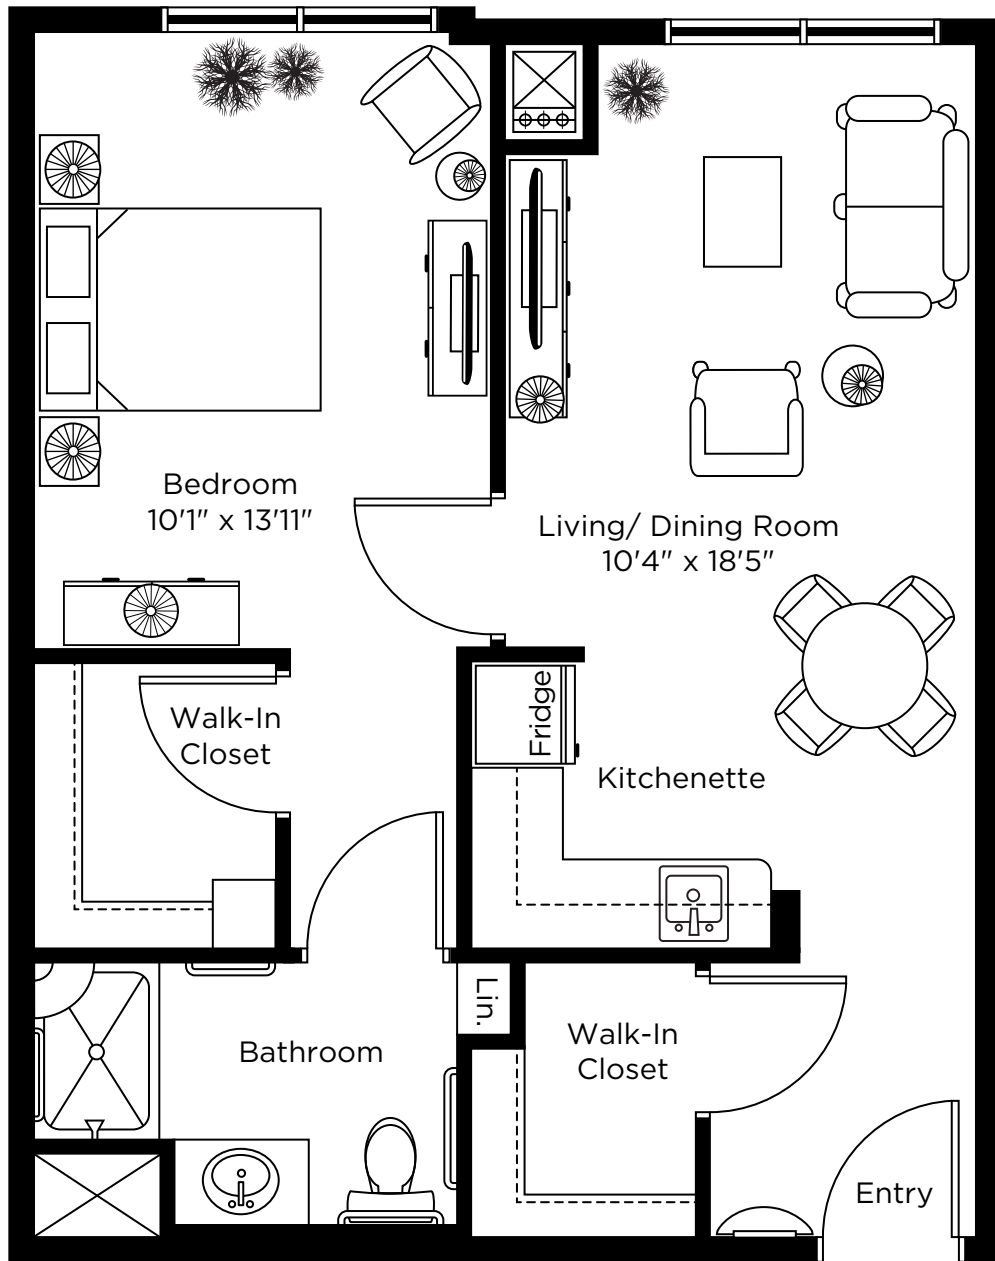 Bedroom
10'1" x 13'11"
Living/ Dining Room
10'4" x 18'5"
Fridge
Walk-In
Closet
Kitchenette
Lin.
Walk-In
Closet
Bathroom
Entry